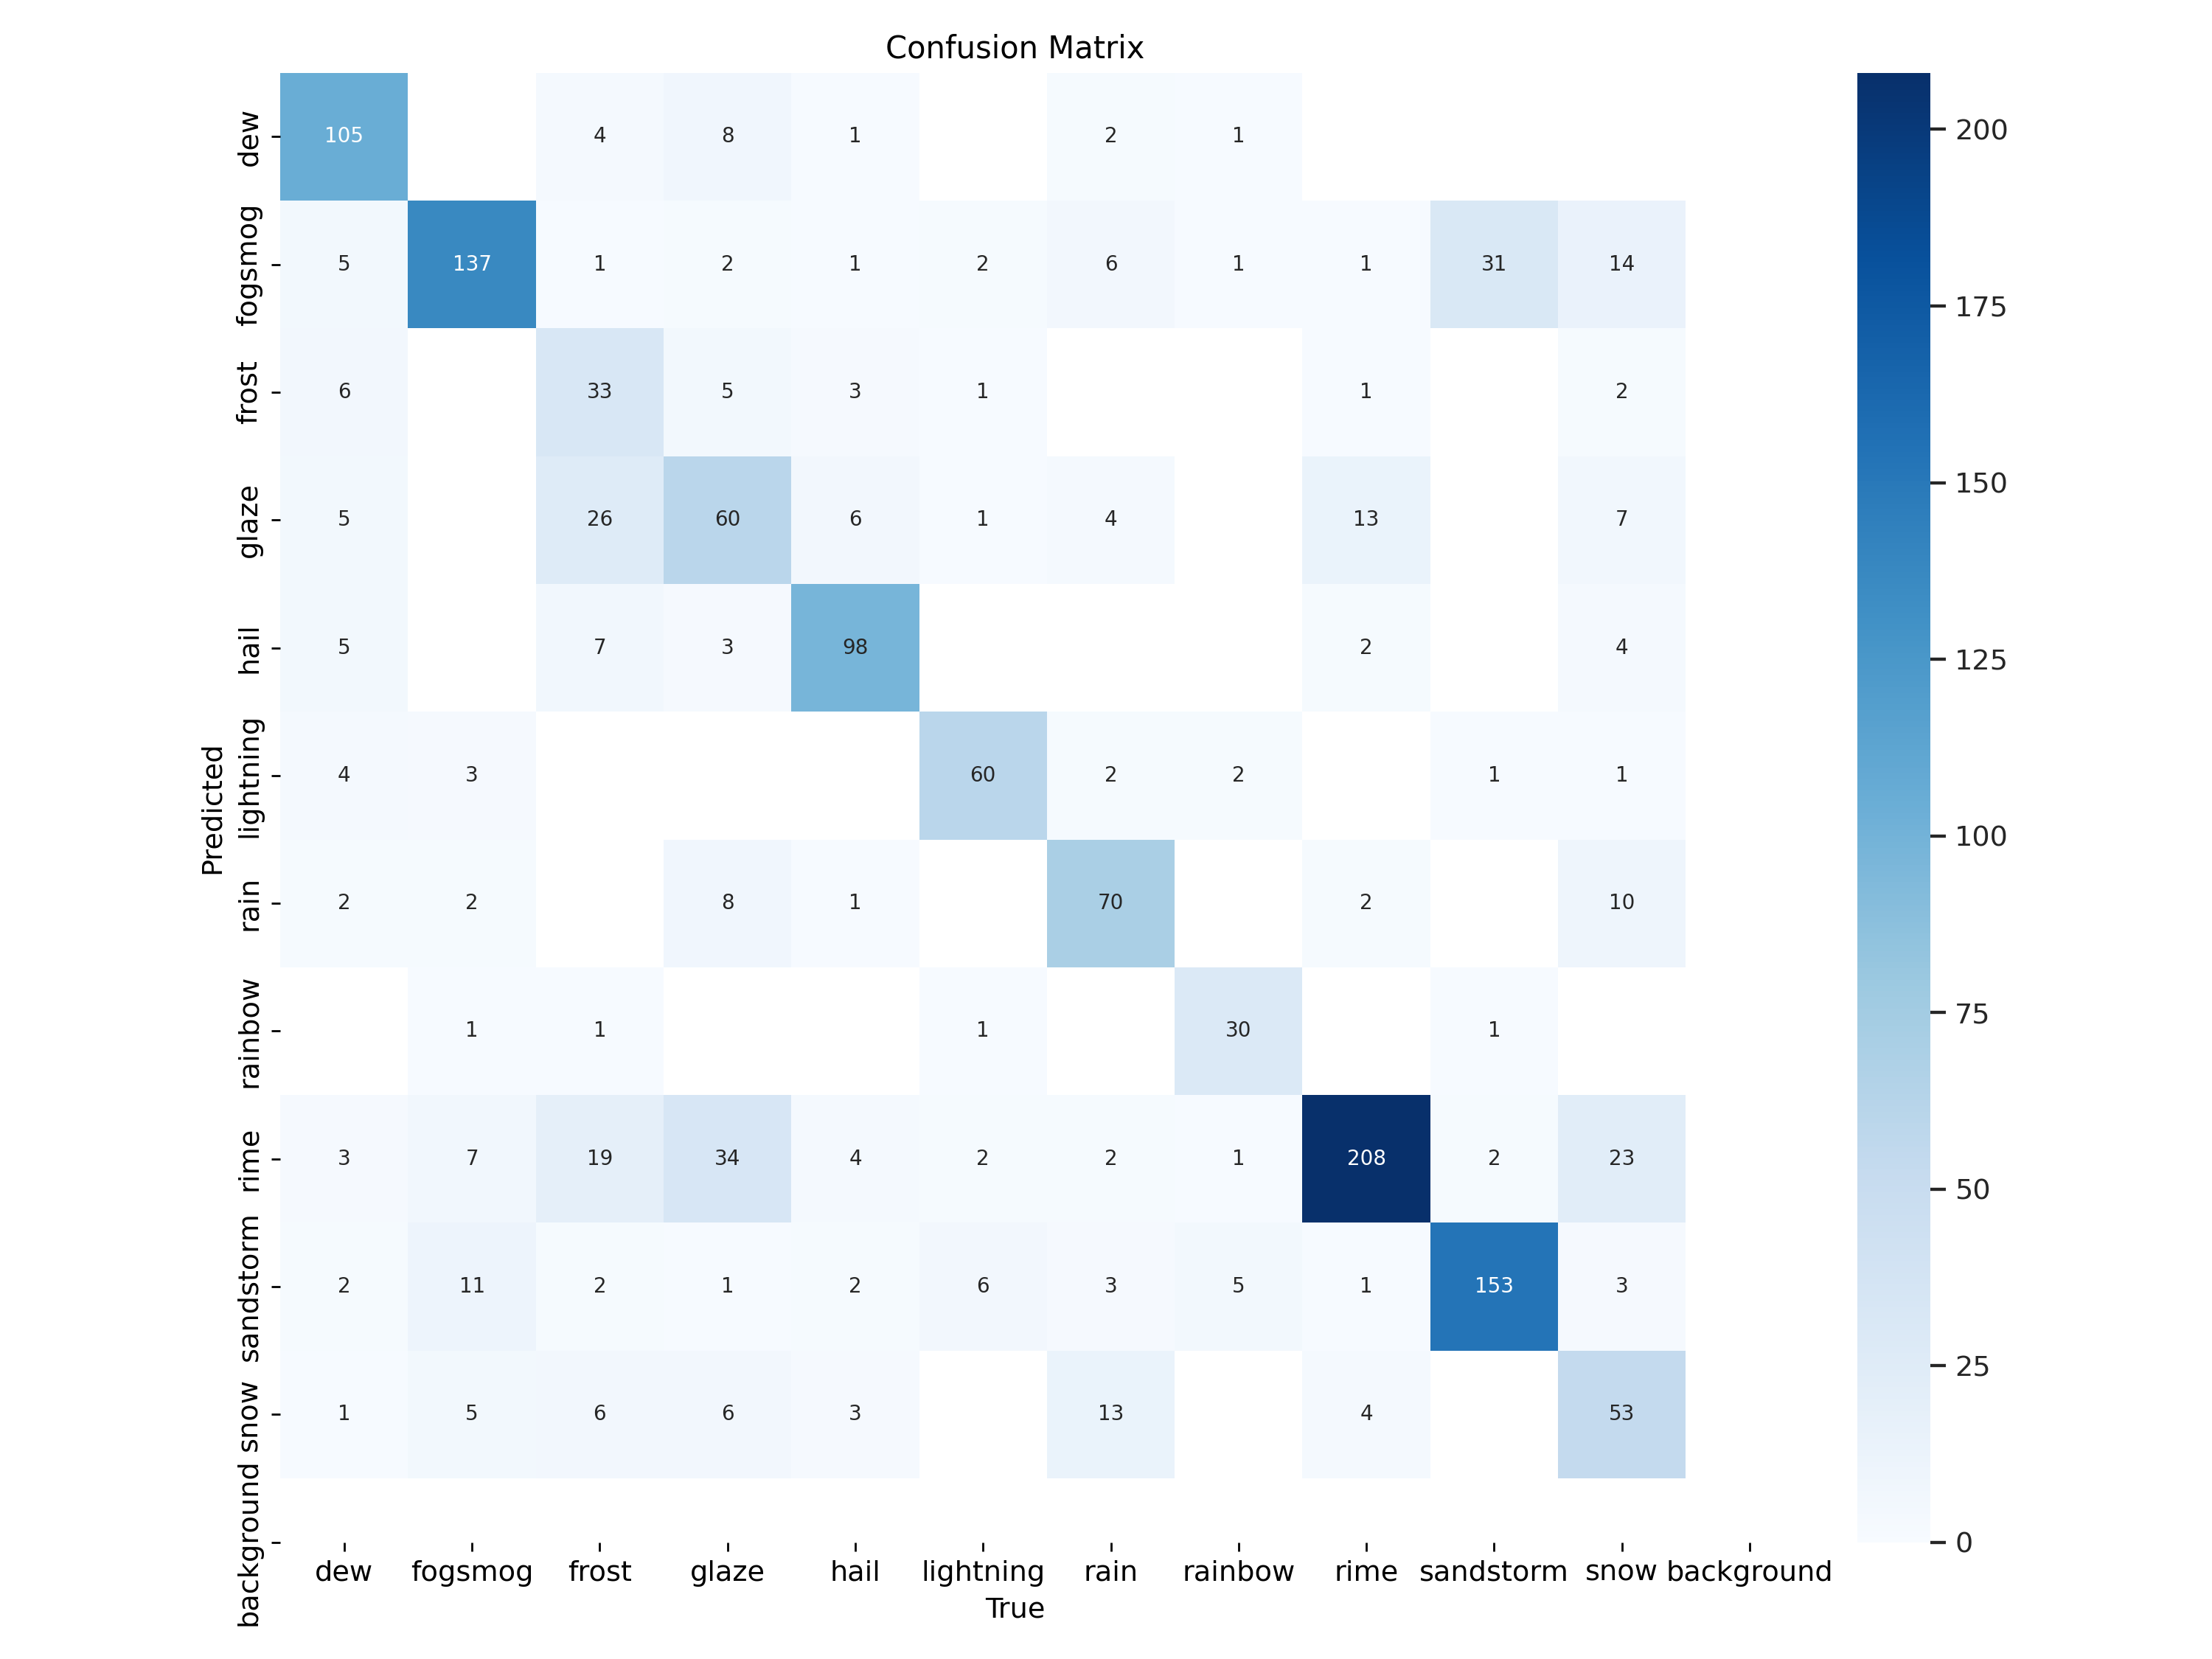 Confusion Matrix
dew 105 4 8 1 2 1
fogsmog 5 137 1 2 1 2 6 1 1 31 14
frost 6 33 5 3 1 1 2
glaze 5 26 60 6 1 4 13 7
hail 5 7 3 98 2 4
lightning 4 3 60 2 2 1 1
rain 2 2 8 1 70 2 10
rainbow 1 1 1 30 1
rime 3 7 19 34 4 2 2 1 208 2 23
sandstorm 2 11 2 1 2 6 3 5 1 153 3
snow 1 5 6 6 3 13 4 53
background
Predicted
dew fogsmog frost glaze hail lightning rain rainbow rime sandstorm snow background
True
200
175
150
125
100
75
50
25
0